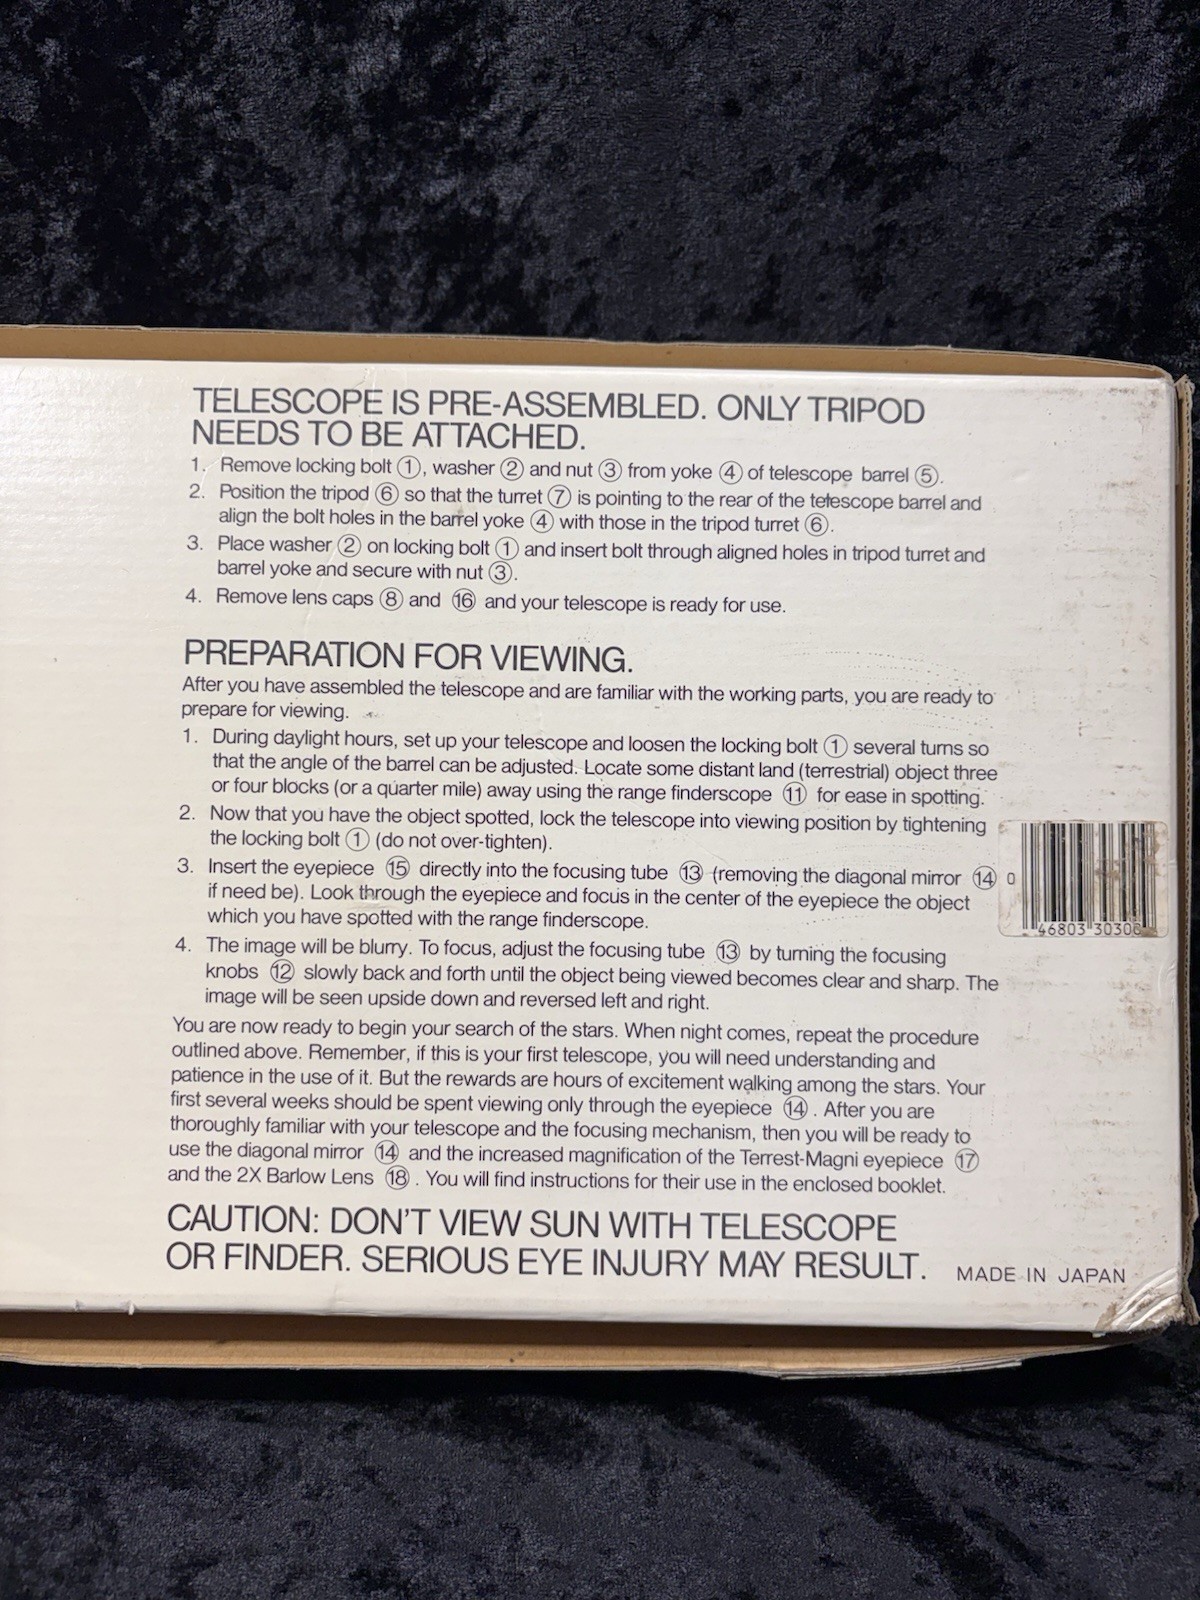 TELESCOPE IS PRE-ASSEMBLED. ONLY TRIPOD
NEEDS TO BE ATTACHED.
1. Remove locking bolt ①, washer ② and nut ③ from yoke ④ of telescope barrel ⑤.
2. Position the tripod ⑥ so that the turret ⑦ is pointing to the rear of the telescope barrel and
align the bolt holes in the barrel yoke ④ with those in the tripod turret ⑥.
3. Place washer ② on locking bolt ① and insert bolt through aligned holes in tripod turret and
barrel yoke and secure with nut ③.
4. Remove lens caps ⑧ and ⑯ and your telescope is ready for use.
PREPARATION FOR VIEWING.
After you have assembled the telescope and are familiar with the working parts, you are ready to
prepare for viewing.
1. During daylight hours, set up your telescope and loosen the locking bolt ① several turns so
that the angle of the barrel can be adjusted. Locate some distant land (terrestrial) object three
or four blocks (or a quarter mile) away using the range finderscope ⑪ for ease in spotting.
2. Now that you have the object spotted, lock the telescope into viewing position by tightening
the locking bolt ① (do not over-tighten).
3. Insert the eyepiece ⑮ directly into the focusing tube ⑬ (removing the diagonal mirror ⑭
if need be). Look through the eyepiece and focus in the center of the eyepiece the object
which you have spotted with the range finderscope.
4. The image will be blurry. To focus, adjust the focusing tube ⑬ by turning the focusing
knobs ⑫ slowly back and forth until the object being viewed becomes clear and sharp. The
image will be seen upside down and reversed left and right.
You are now ready to begin your search of the stars. When night comes, repeat the procedure
outlined above. Remember, if this is your first telescope, you will need understanding and
patience in the use of it. But the rewards are hours of excitement walking among the stars. Your
first several weeks should be spent viewing only through the eyepiece ⑭. After you are
thoroughly familiar with your telescope and the focusing mechanism, then you will be ready to
use the diagonal mirror ⑭ and the increased magnification of the Terrest-Magni eyepiece ⑰
and the 2X Barlow Lens ⑱. You will find instructions for their use in the enclosed booklet.
CAUTION: DON'T VIEW SUN WITH TELESCOPE
OR FINDER. SERIOUS EYE INJURY MAY RESULT.
MADE IN JAPAN
0 46803 30300